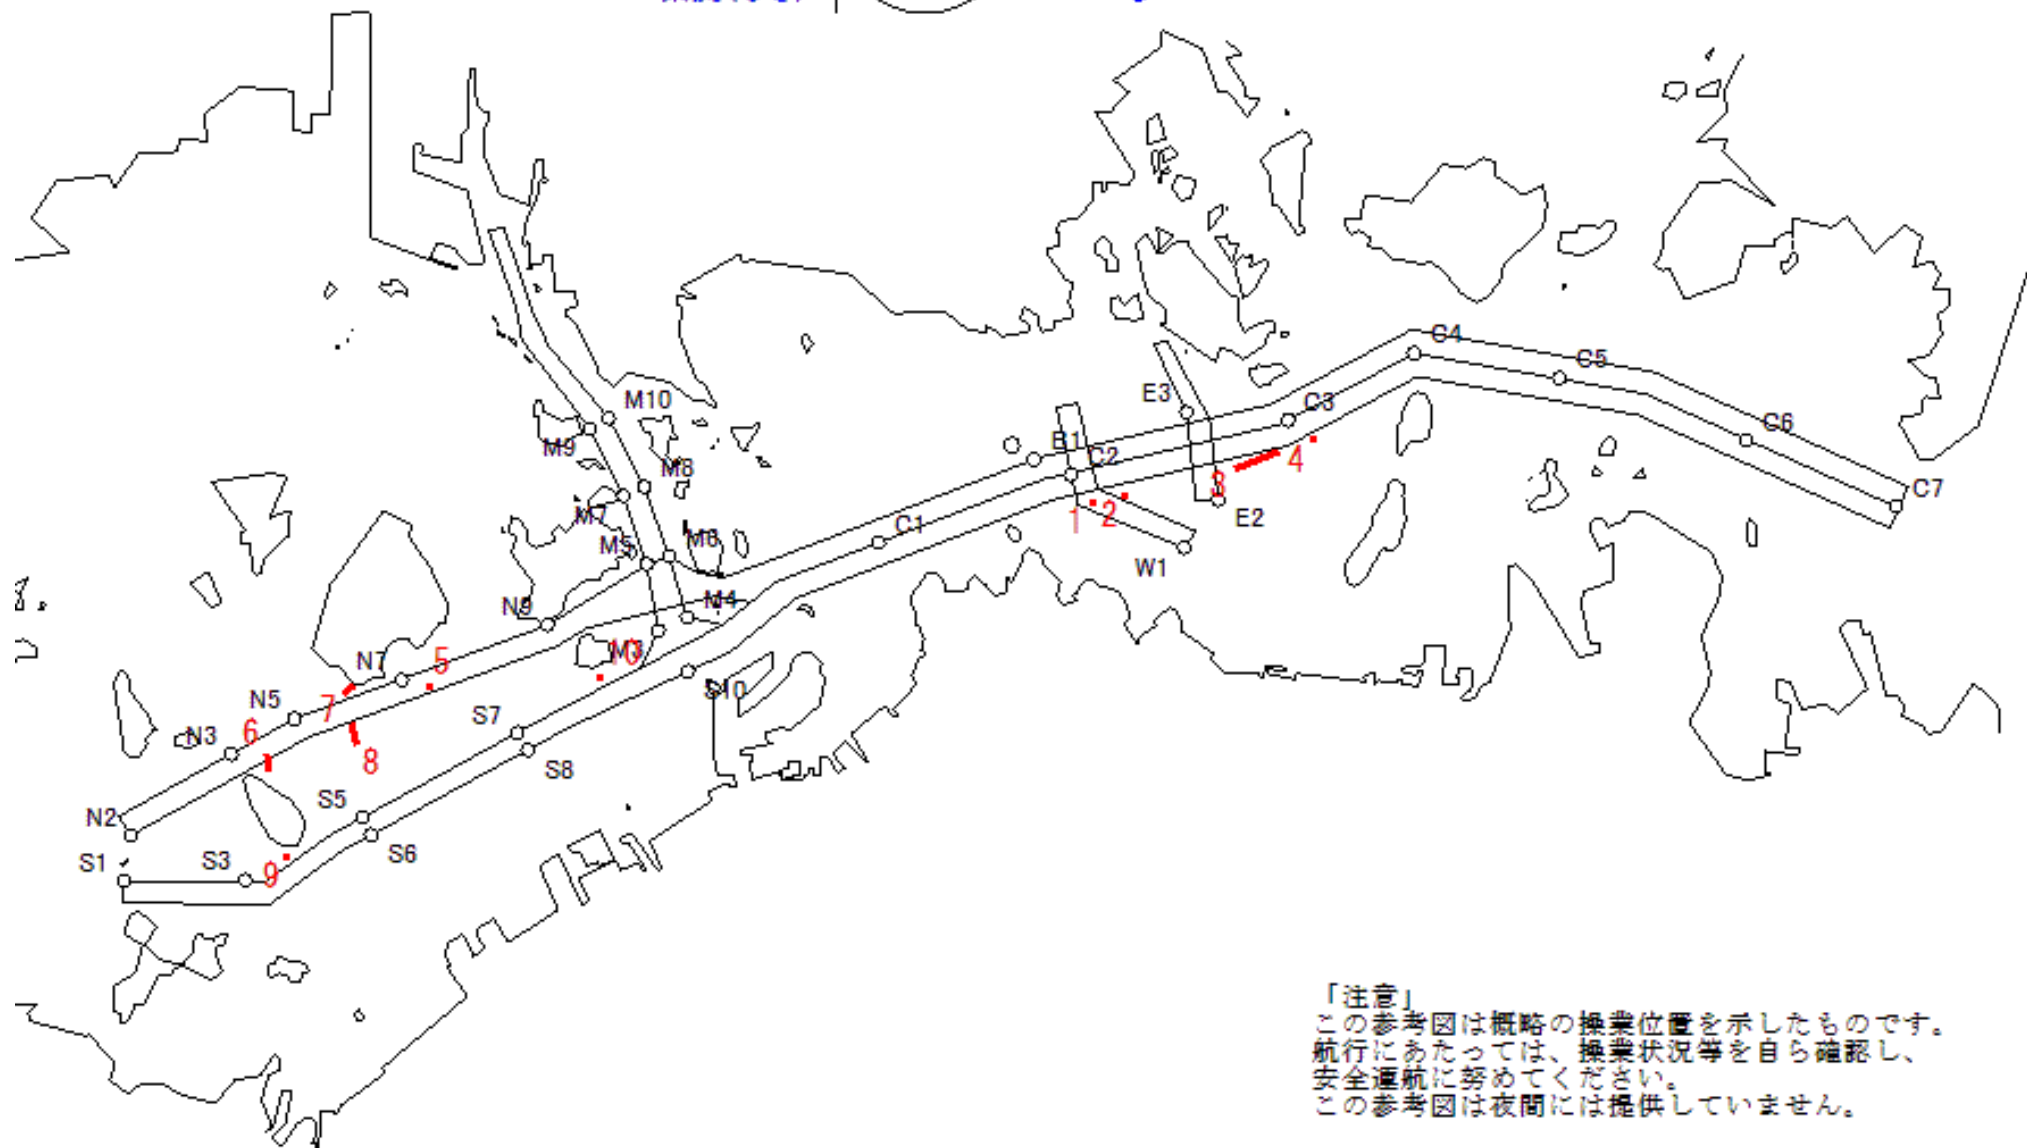 C4
C5
M10
E3
C3
C6
M9
B1
M8
C2
4
3
C7
M7
1
2
E2
M5
M6
C1
W1
N9
M4
M3
10
N7
5
S10
N5
7
N3
6
S7
8
S8
S5
N2
S6
S1
S3
9
「注意」
この参考図は概略の操業位置を示したものです。
航行にあたっては、操業状況等を自ら確認し、
安全運航に努めてください。
この参考図は夜間には提供していません。